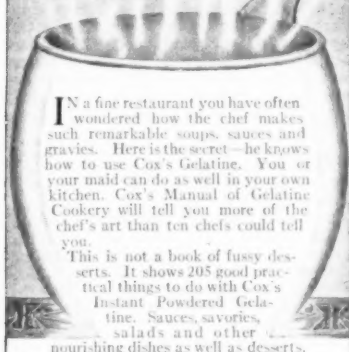 IN a fine restaurant you have often
wondered how the chef makes
such remarkable soups, sauces and
gravies. Here is the secret—he knows
how to use Cox's Gelatine. You or
your maid can do as well in your own
kitchen. Cox's Manual of Gelatine
Cookery will tell you more of the
chef's art than ten chefs could tell
you.
This is not a book of fussy des-
serts. It shows 205 good prac-
tical things to do with Cox's
Instant Powdered Gela-
tine. Sauces, savories,
salads and other
nourishing dishes as well as desserts.